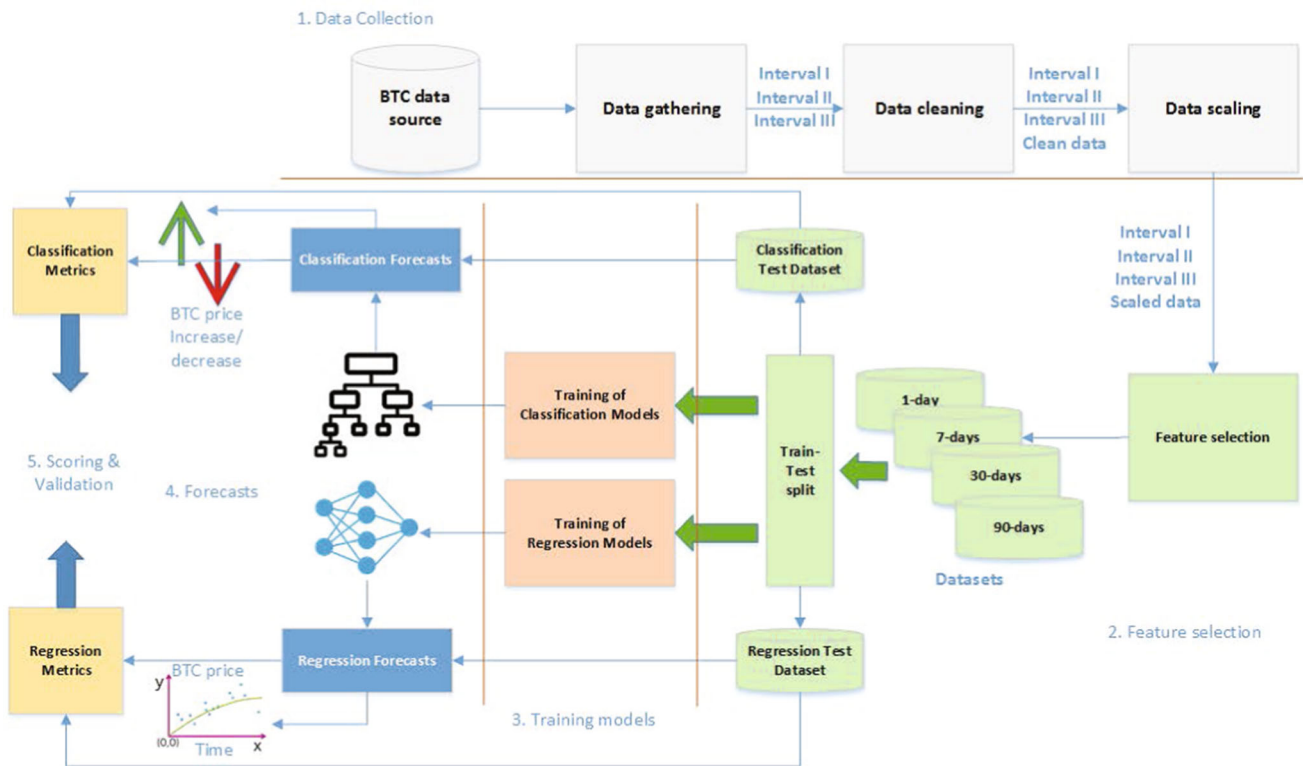 1. Data Collection
BTC data
source
Data gathering
Interval I
Interval II
Interval III
Data cleaning
Interval I
Interval II
Interval III
Clean data
Data scaling
Interval I
Interval II
Interval III
Scaled data
Classification
Metrics
BTC price
Increase/
decrease
Classification Forecasts
Classification
Test Dataset
Training of
Classification Models
Train-
Test
split
1-day
7-days
30-days
90-days
Datasets
Feature selection
2. Feature selection
5. Scoring &
Validation
4. Forecasts
Training of
Regression Models
Regression
Metrics
BTC price
y
(0,0)
Time
x
Regression Forecasts
3. Training models
Regression Test
Dataset